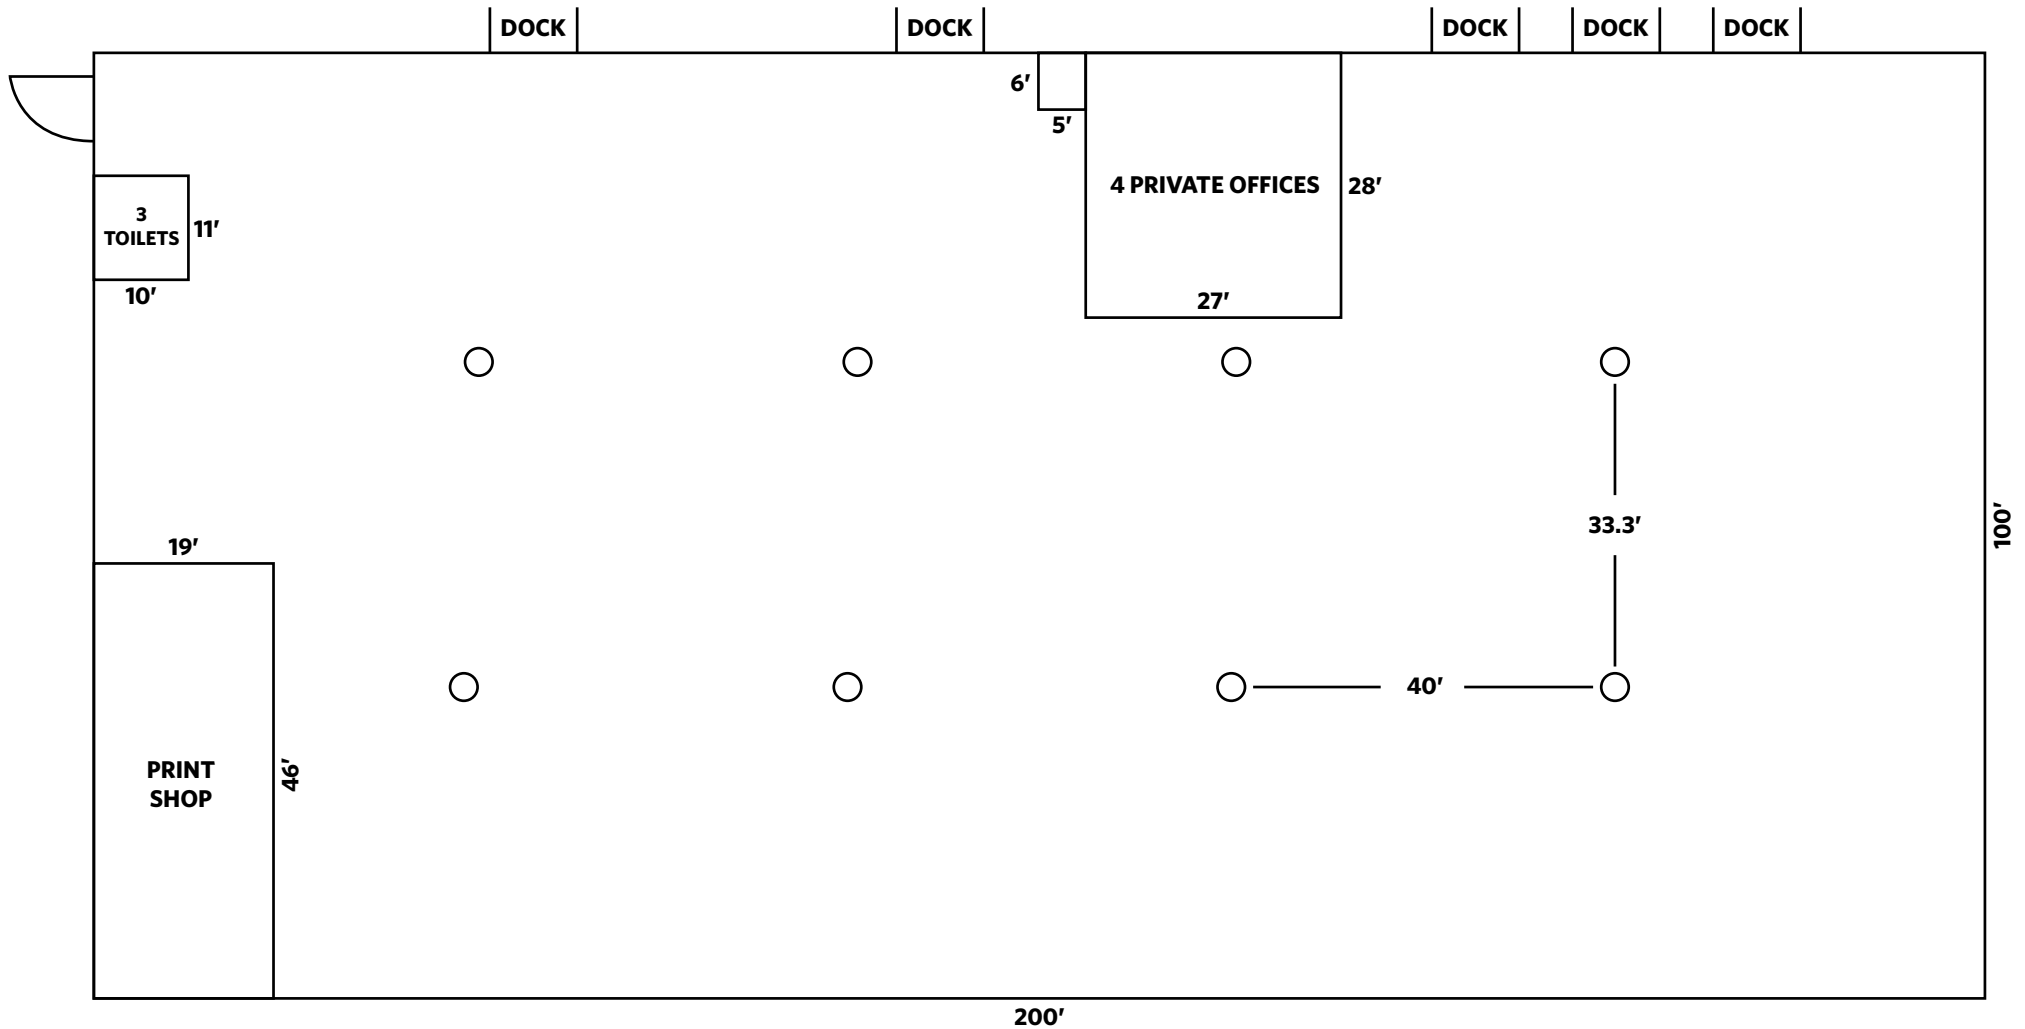 DOCK
DOCK
DOCK
DOCK
DOCK
6'
5'
4 PRIVATE OFFICES
28'
3
TOILETS
11'
10'
27'
33.3'
100'
19'
40'
PRINT
SHOP
46'
200'